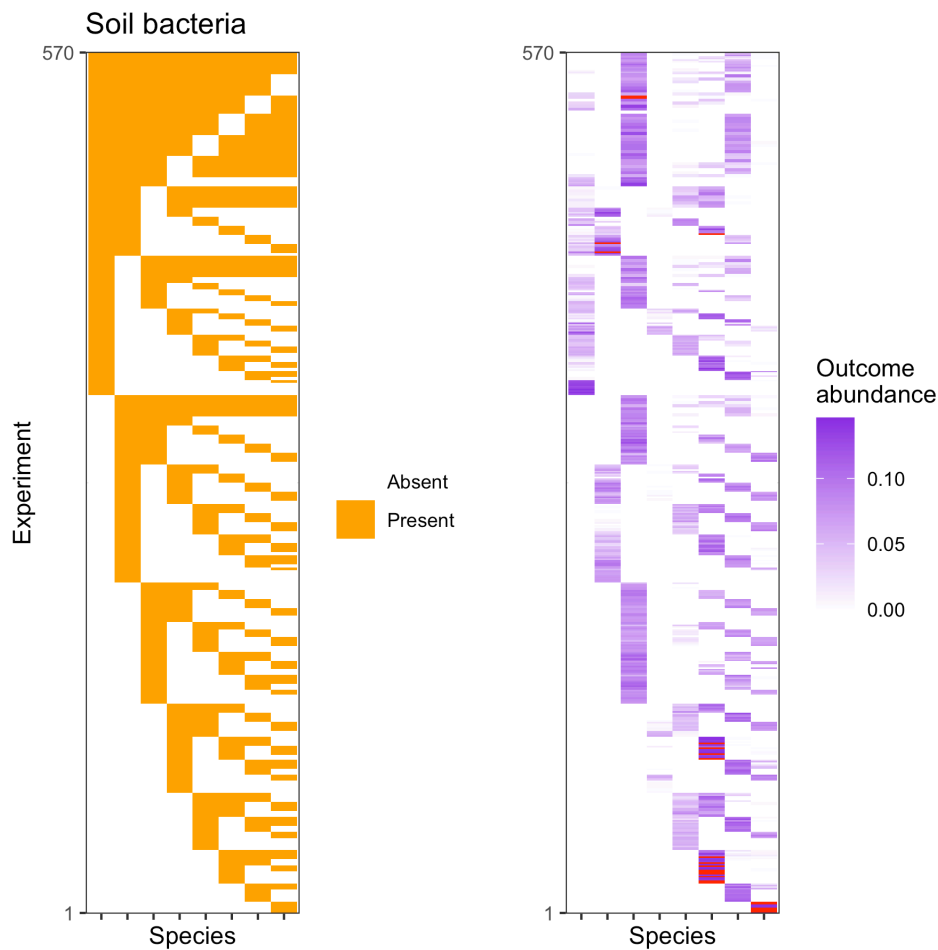 Soil bacteria
570
570
Experiment
Absent
Present
Outcome
abundance
0.10
0.05
0.00
1
1
Species
Species